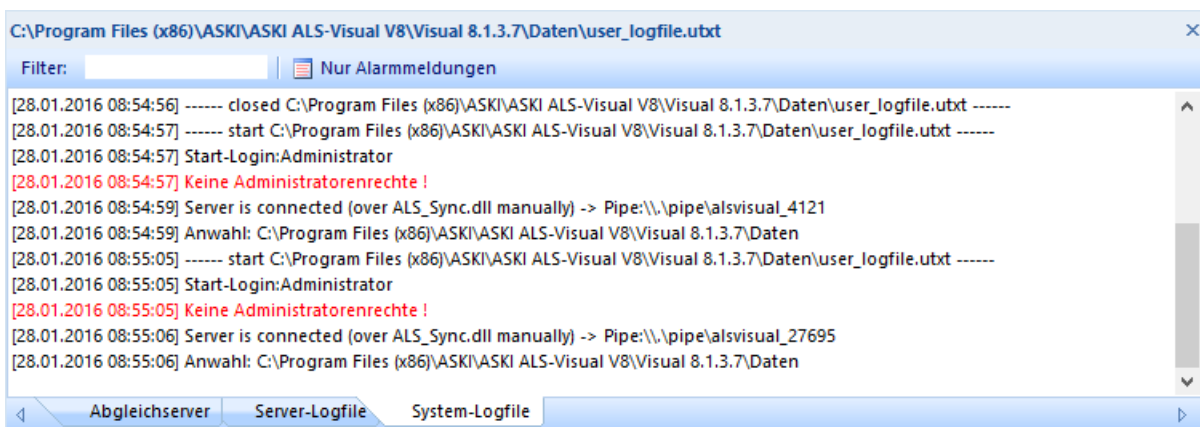 C:\Program Files (x86)\ASKI\ASKI ALS-Visual V8\Visual 8.1.3.7\Daten\user_logfile.utxt
Filter: Nur Alarmmeldungen
[28.01.2016 08:54:56] ------ closed C:\Program Files (x86)\ASKI\ASKI ALS-Visual V8\Visual 8.1.3.7\Daten\user_logfile.utxt ------
[28.01.2016 08:54:57] ------ start C:\Program Files (x86)\ASKI\ASKI ALS-Visual V8\Visual 8.1.3.7\Daten\user_logfile.utxt ------
[28.01.2016 08:54:57] Start-Login:Administrator
[28.01.2016 08:54:57] Keine Administratorenrechte !
[28.01.2016 08:54:59] Server is connected (over ALS_Sync.dll manually) -> Pipe:\\.\pipe\alsvisual_4121
[28.01.2016 08:54:59] Anwahl: C:\Program Files (x86)\ASKI\ASKI ALS-Visual V8\Visual 8.1.3.7\Daten
[28.01.2016 08:55:05] ------ start C:\Program Files (x86)\ASKI\ASKI ALS-Visual V8\Visual 8.1.3.7\Daten\user_logfile.utxt ------
[28.01.2016 08:55:05] Start-Login:Administrator
[28.01.2016 08:55:05] Keine Administratorenrechte !
[28.01.2016 08:55:06] Server is connected (over ALS_Sync.dll manually) -> Pipe:\\.\pipe\alsvisual_27695
[28.01.2016 08:55:06] Anwahl: C:\Program Files (x86)\ASKI\ASKI ALS-Visual V8\Visual 8.1.3.7\Daten
Abgleichserver Server-Logfile System-Logfile